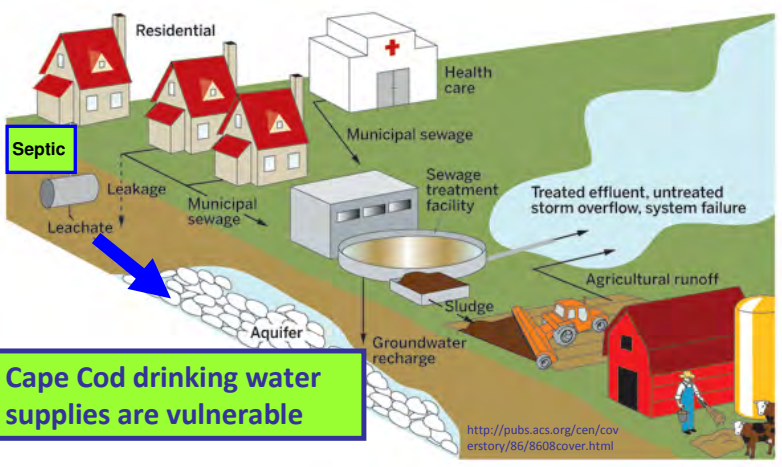 Residential
Health
care
Municipal sewage
Septic
Leakage
Municipal
sewage
Leachate
Sewage
treatment
facility
Treated effluent, untreated
storm overflow, system failure
Agricultural runoff
Sludge
Aquifer
Groundwater
recharge
Cape Cod drinking water
supplies are vulnerable
http://pubs.acs.org/cen/cov
erstory/86/8608cover.html